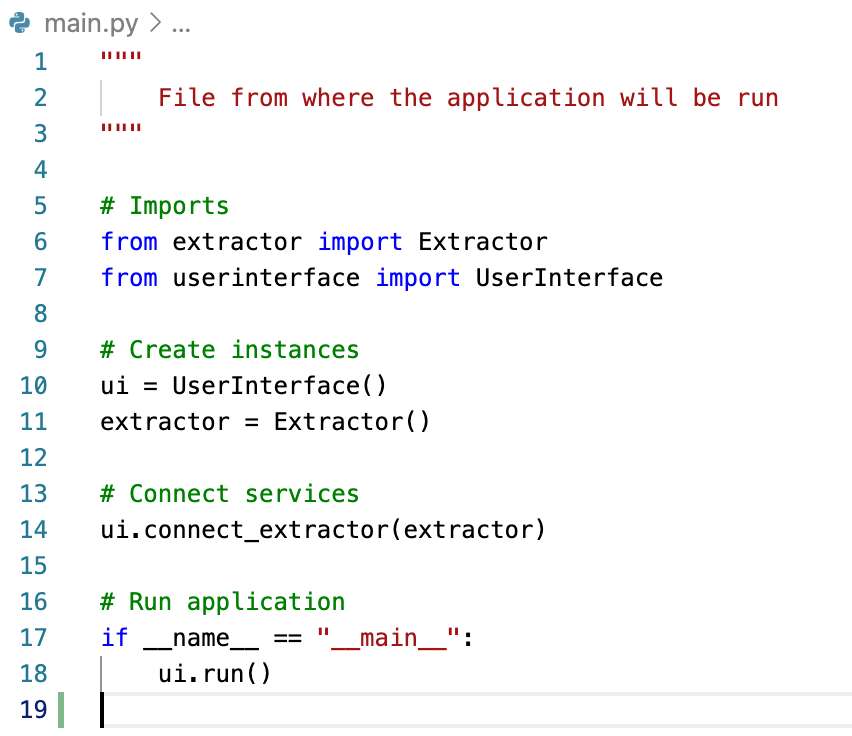 main.py > ...
1 """
2     File from where the application will be run
3 """
4
5 # Imports
6 from extractor import Extractor
7 from userinterface import UserInterface
8
9 # Create instances
10 ui = UserInterface()
11 extractor = Extractor()
12
13 # Connect services
14 ui.connect_extractor(extractor)
15
16 # Run application
17 if __name__ == "__main__":
18     ui.run()
19